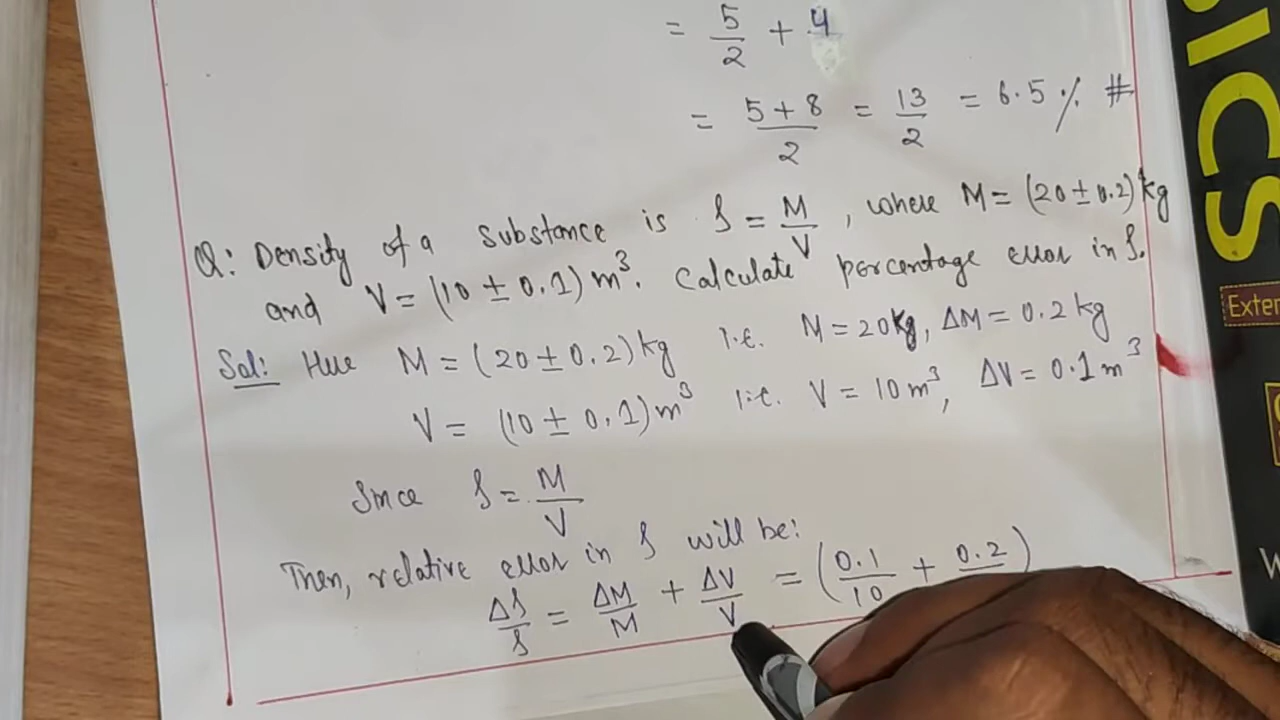 = 5/2 + 4
= 5+8/2 = 13/2 = 6.5% #
Q: Density of a substance is ρ = M/V, where M = (20 ± 0.2) kg
and V = (10 ± 0.1) m³. Calculate percentage error in ρ.
Sol: Here M = (20 ± 0.2) kg i.e. M = 20kg, ΔM = 0.2 kg
V = (10 ± 0.1) m³ i.e. V = 10 m³, ΔV = 0.1 m³
Since ρ = M/V
Then, relative error in ρ will be:
Δρ/ρ = ΔM/M + ΔV/V = (0.1/10 + 0.2)
ICS
Exter
W